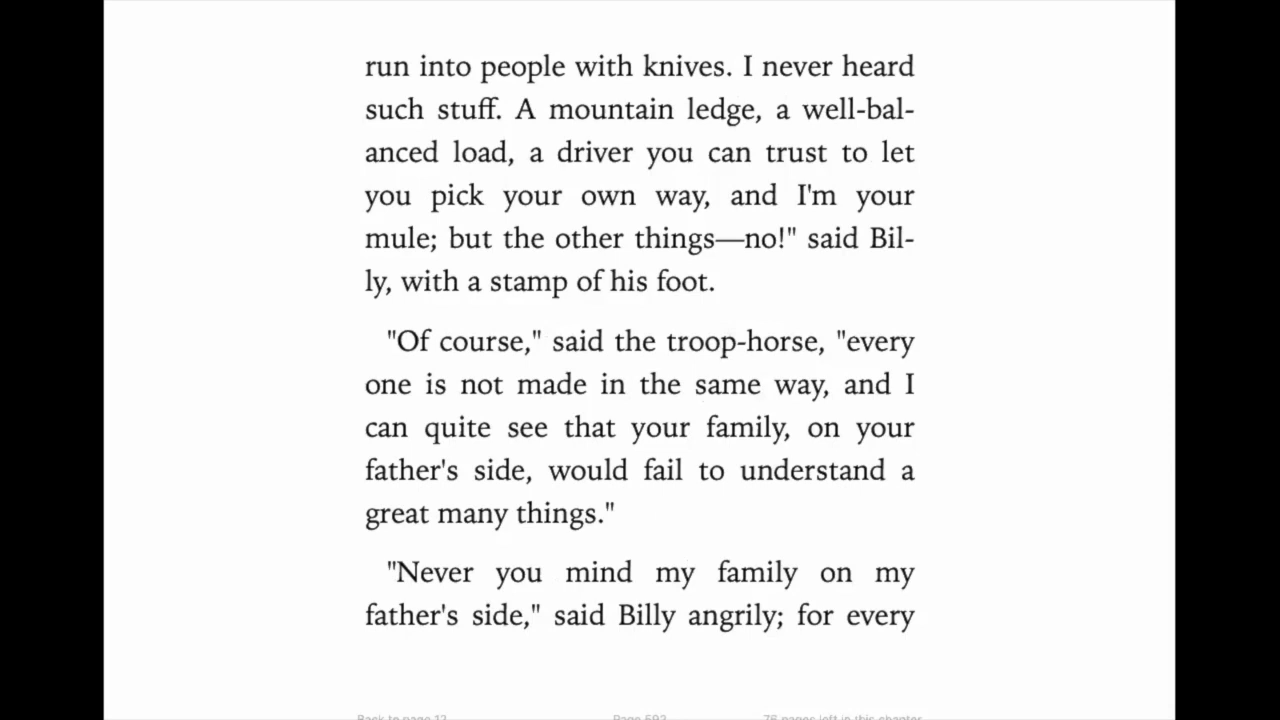 run into people with knives. I never heard
such stuff. A mountain ledge, a well-bal-
anced load, a driver you can trust to let
you pick your own way, and I'm your
mule; but the other things—no!" said Bil-
ly, with a stamp of his foot.
"Of course," said the troop-horse, "every
one is not made in the same way, and I
can quite see that your family, on your
father's side, would fail to understand a
great many things."
"Never you mind my family on my
father's side," said Billy angrily; for every
Back to page 12 Page 593 76 pages left in this chapter